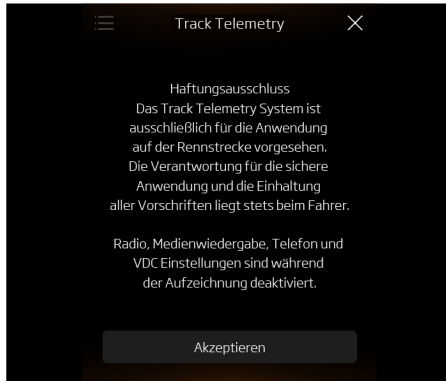 Track Telemetry
Haftungsausschluss
Das Track Telemetry System ist
ausschließlich für die Anwendung
auf der Rennstrecke vorgesehen.
Die Verantwortung für die sichere
Anwendung und die Einhaltung
aller Vorschriften liegt stets beim Fahrer.
Radio, Medienwiedergabe, Telefon und
VDC Einstellungen sind während
der Aufzeichnung deaktiviert.
Akzeptieren